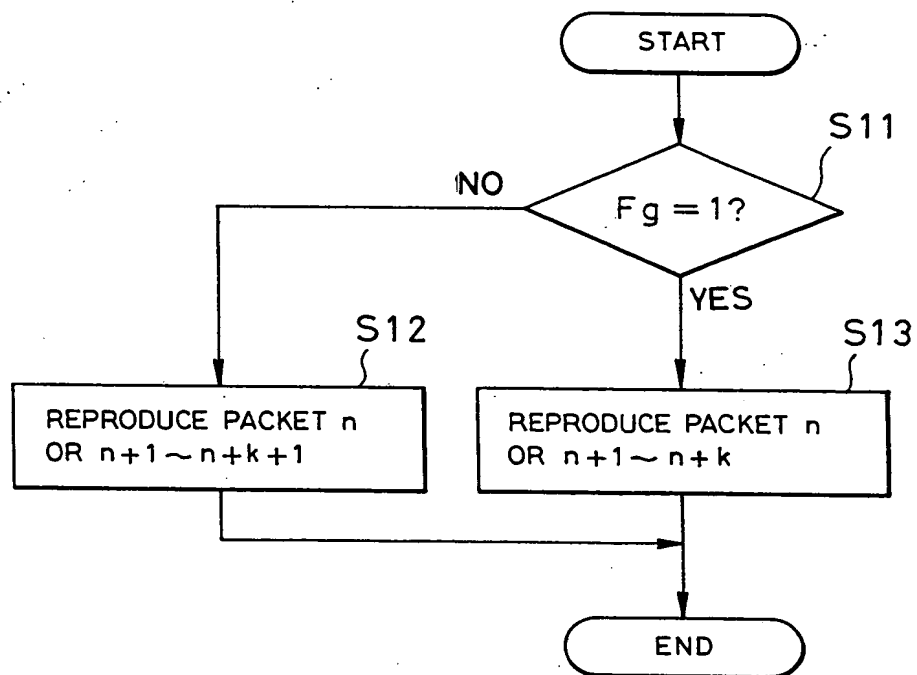 START
S11
NO
Fg = 1?
YES
S12
S13
REPRODUCE PACKET n
OR n+1 ~ n+k+1
REPRODUCE PACKET n
OR n+1 ~ n+k
END